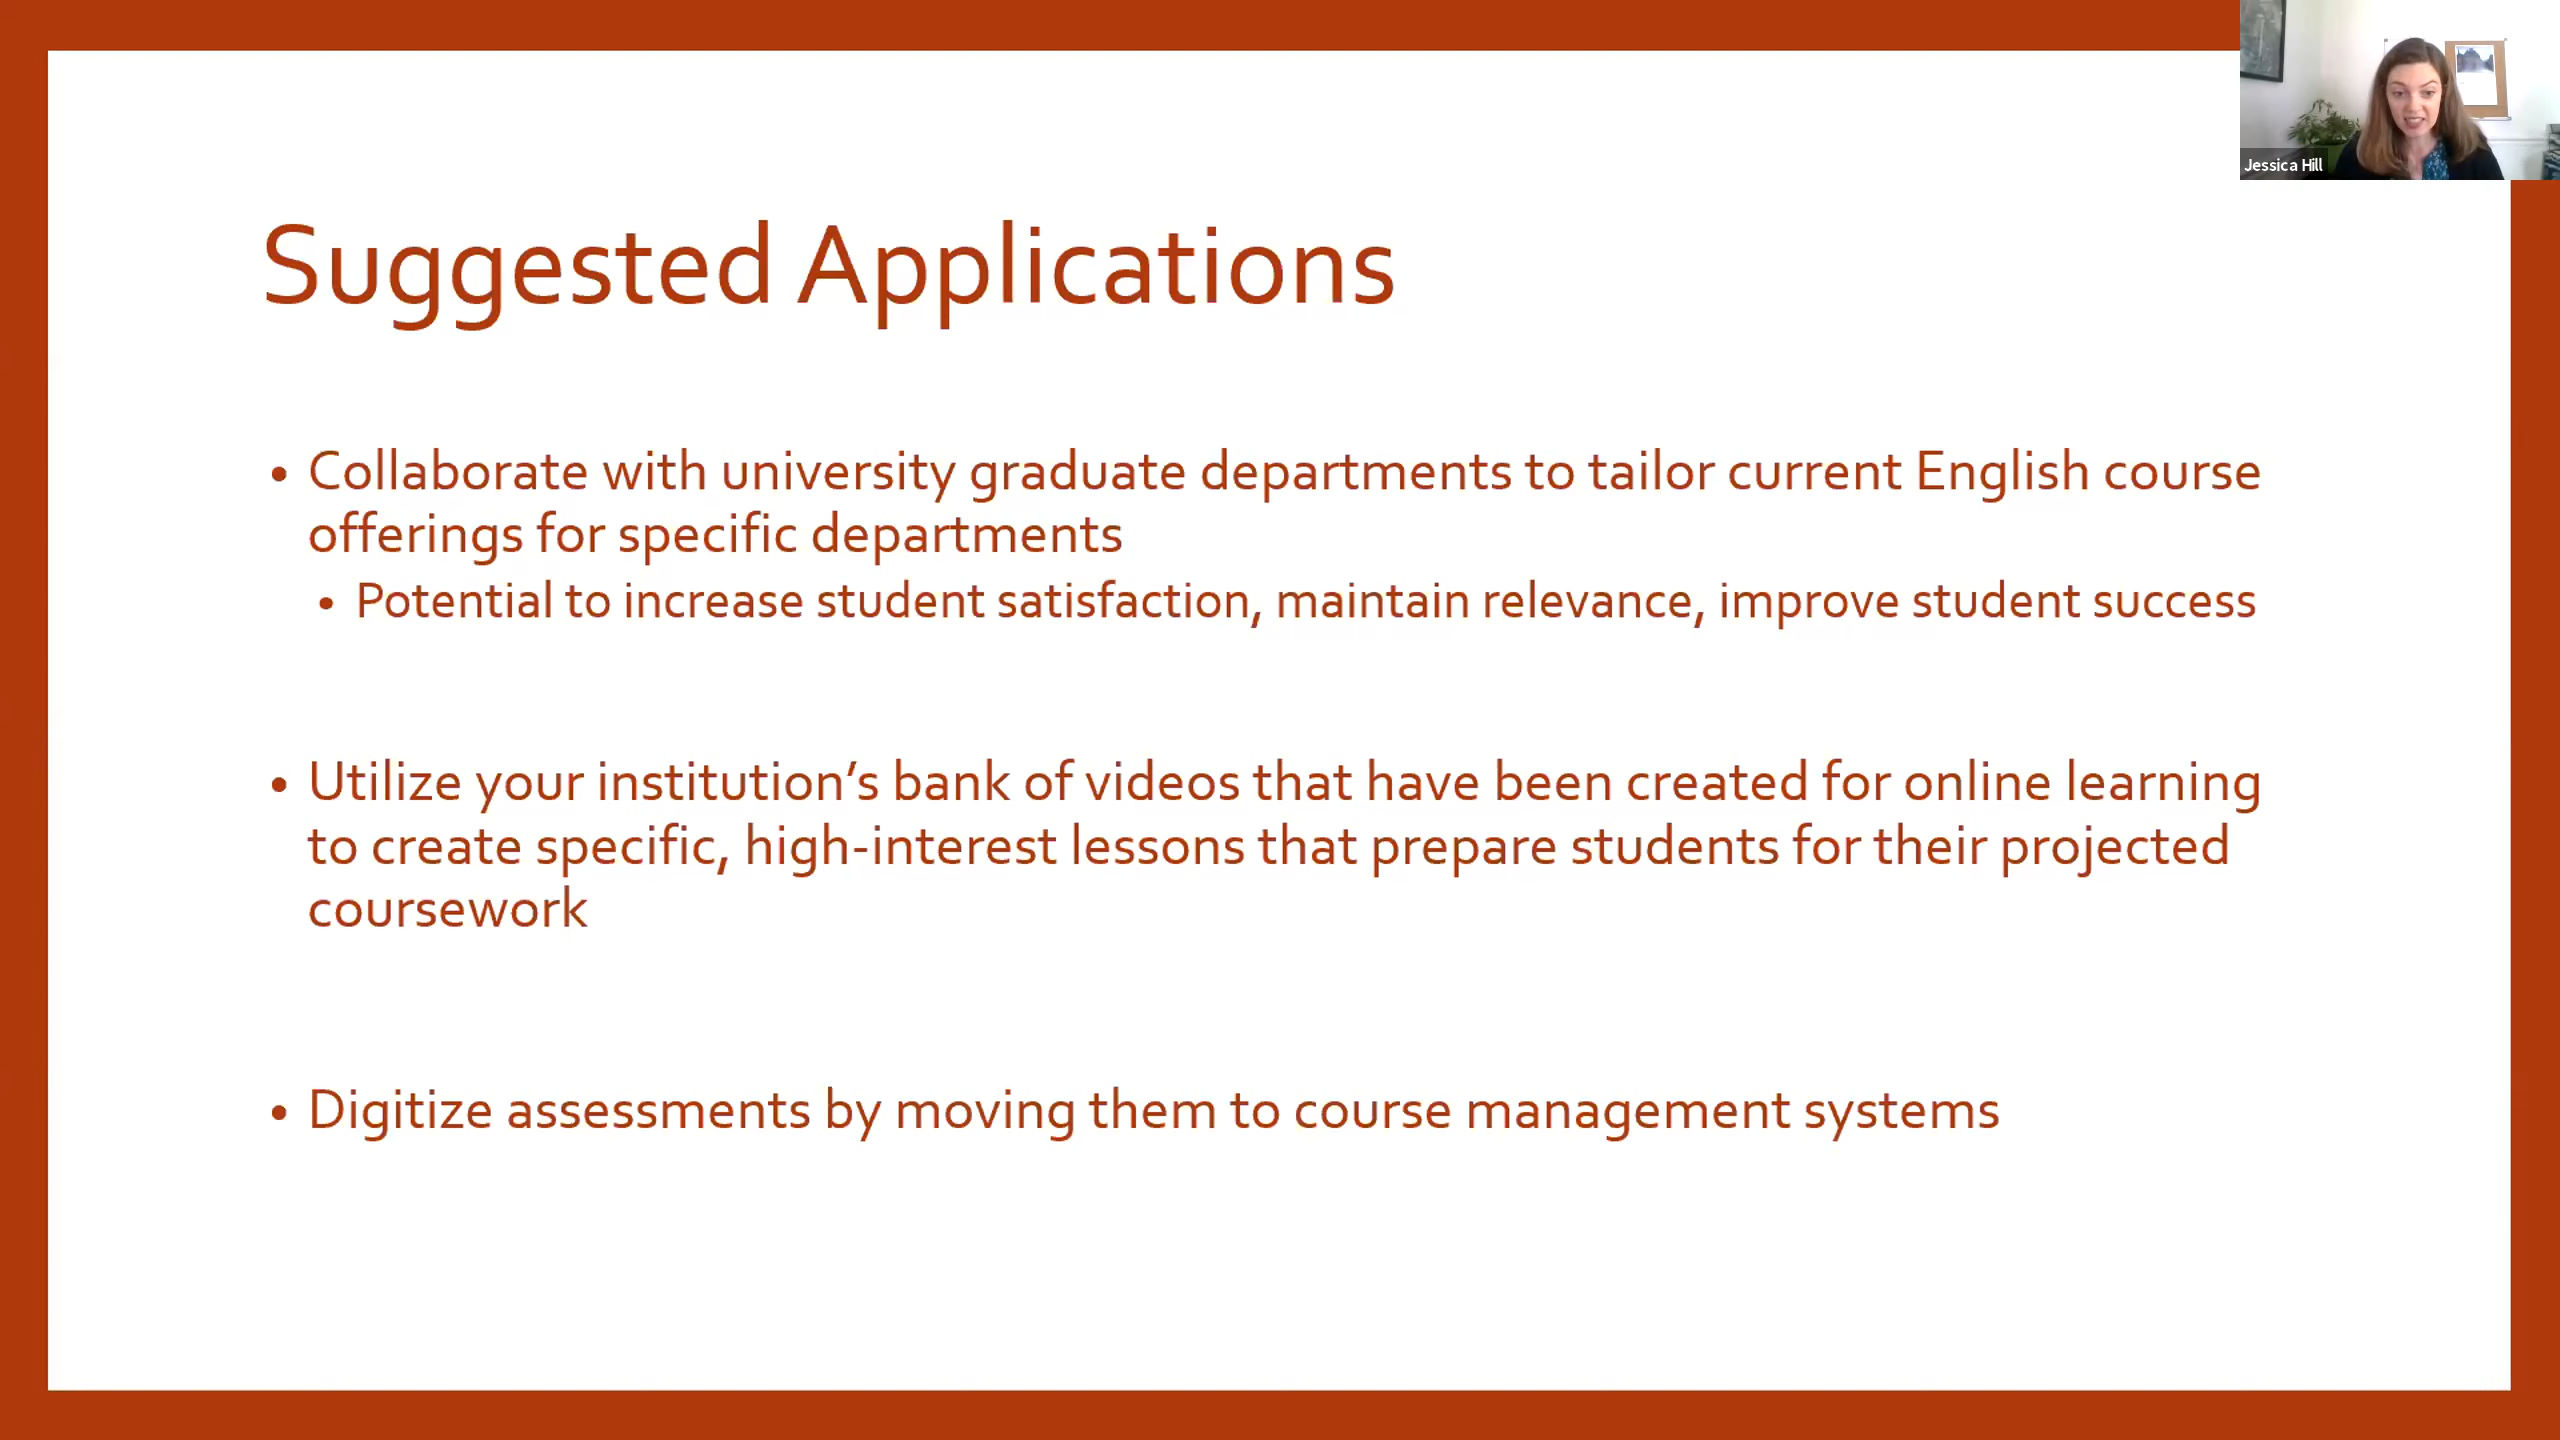 Jessica Hill
Suggested Applications
• Collaborate with university graduate departments to tailor current English course
offerings for specific departments
• Potential to increase student satisfaction, maintain relevance, improve student success
• Utilize your institution’s bank of videos that have been created for online learning
to create specific, high-interest lessons that prepare students for their projected
coursework
• Digitize assessments by moving them to course management systems